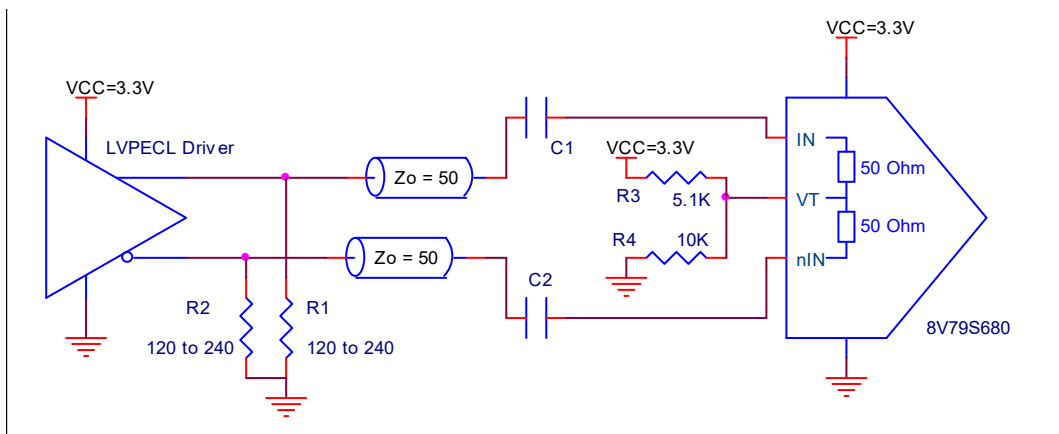 VCC=3.3V
VCC=3.3V
LVPECL Driver
C1
IN
50 Ohm
Zo = 50
VCC=3.3V
R3
5.1K
VT
R4
10K
50 Ohm
Zo = 50
nIN
C2
R2
R1
8V79S680
120 to 240
120 to 240